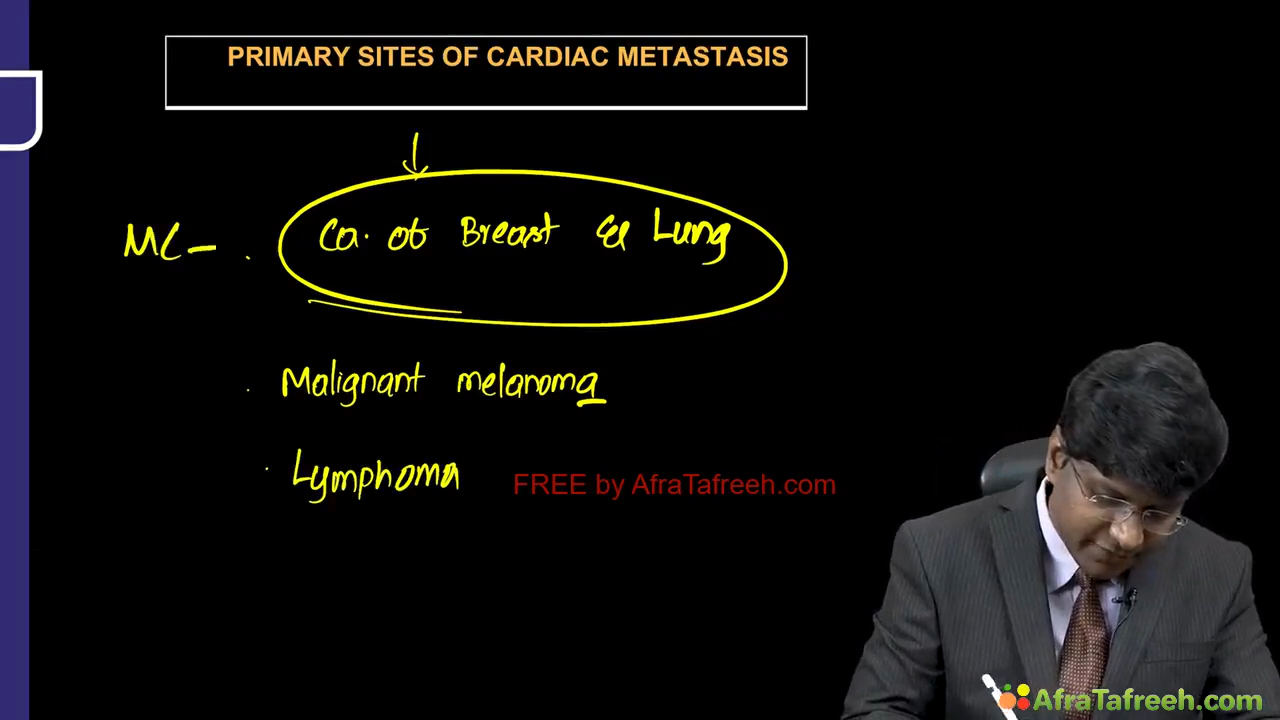 PRIMARY SITES OF CARDIAC METASTASIS
MC - . Ca. of Breast & Lung
. Malignant melanoma
. Lymphoma
FREE by AfraTafreeh.com
AfraTafreeh.com